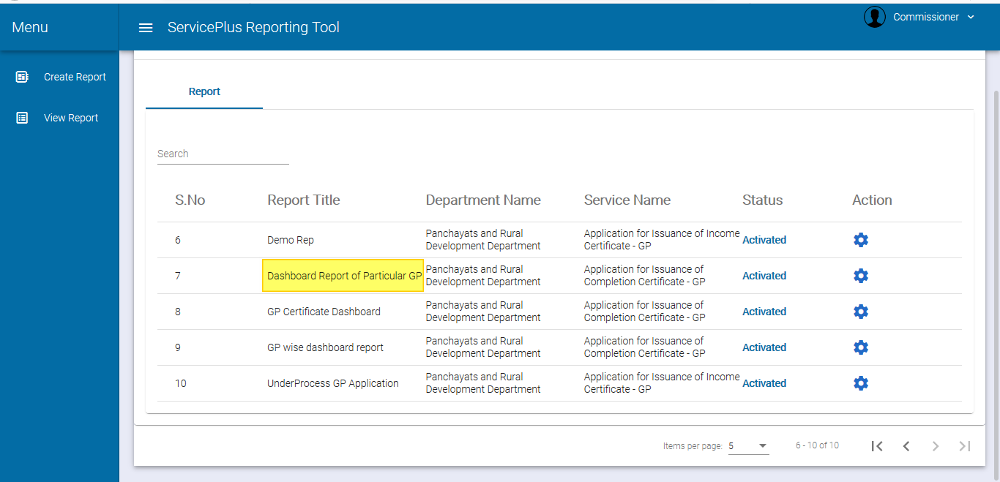 Menu
ServicePlus Reporting Tool
Commissioner
Create Report
View Report
Report
Search
S.No Report Title Department Name Service Name Status Action
6 Demo Rep Panchayats and Rural Development Department Application for Issuance of Income Certificate - GP Activated
7 Dashboard Report of Particular GP Panchayats and Rural Development Department Application for Issuance of Completion Certificate - GP Activated
8 GP Certificate Dashboard Panchayats and Rural Development Department Application for Issuance of Completion Certificate - GP Activated
9 GP wise dashboard report Panchayats and Rural Development Department Application for Issuance of Completion Certificate - GP Activated
10 UnderProcess GP Application Panchayats and Rural Development Department Application for Issuance of Income Certificate - GP Activated
Items per page: 5 6 - 10 of 10